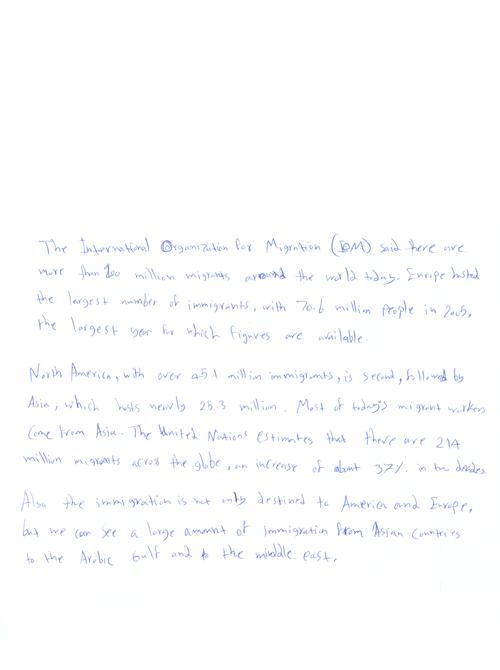 The International Organization for Migration (IOM) said there are
more than 200 million migrants around the world today. Europe hosted
the largest number of immigrants, with 70.6 million people in 2005,
the largest year for which figures are available.
North America, with over 45.1 million immigrants, is second, followed by
Asia, which hosts nearly 25.3 million. Most of today's migrant workers
come from Asia. The United Nations estimates that there are 214
million migrants across the globe, an increase of about 37% in two decades.
Also the immigration is not only destined to America and Europe,
but we can see a large amount of immigration from Asian countries
to the Arabic Gulf and to the middle east.